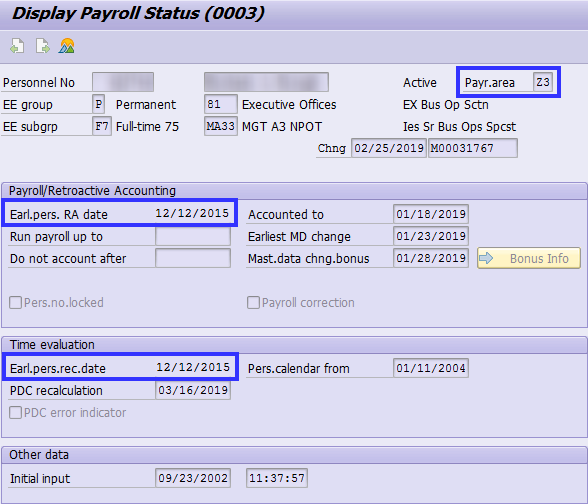 Display Payroll Status (0003)
Personnel No Active Payr.area Z3
EE group P Permanent 81 Executive Offices EX Bus Op Sctn
EE subgrp F7 Full-time 75 MA33 MGT A3 NPOT Ies Sr Bus Ops Spcst
Chng 02/25/2019 M00031767
Payroll/Retroactive Accounting
Earl.pers. RA date 12/12/2015 Accounted to 01/18/2019
Run payroll up to Earliest MD change 01/23/2019
Do not account after Mast.data chng.bonus 01/28/2019 Bonus Info
Pers.no.locked Payroll correction
Time evaluation
Earl.pers.rec.date 12/12/2015 Pers.calendar from 01/11/2004
PDC recalculation 03/16/2019
PDC error indicator
Other data
Initial input 09/23/2002 11:37:57